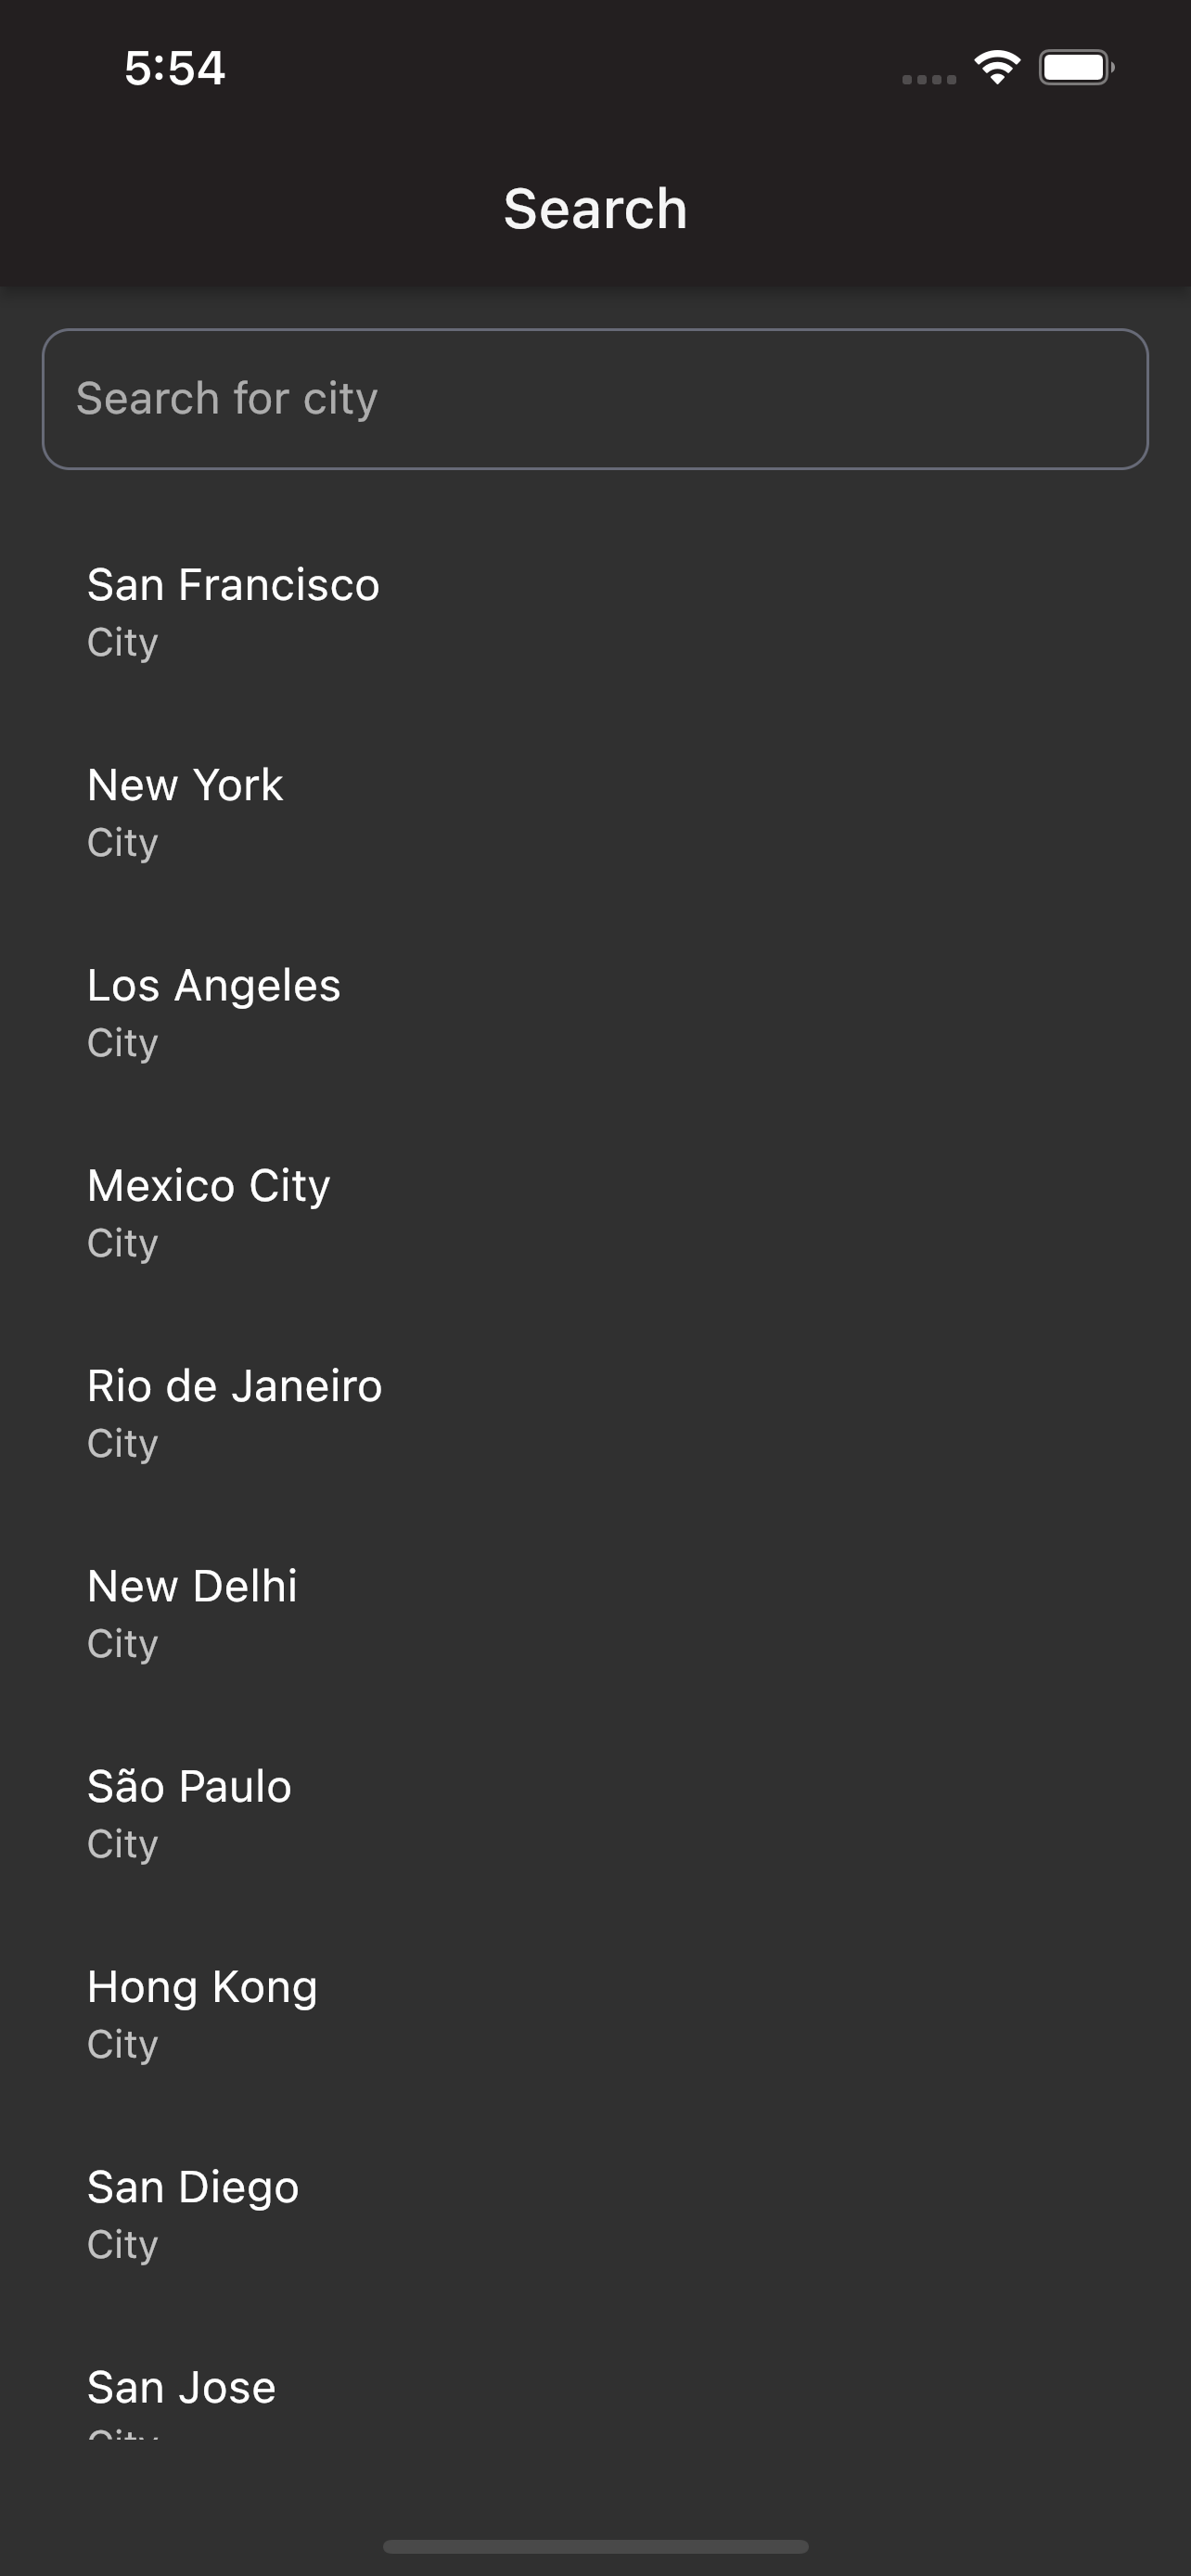 5:54
Search
Search for city
San Francisco
City
New York
City
Los Angeles
City
Mexico City
City
Rio de Janeiro
City
New Delhi
City
São Paulo
City
Hong Kong
City
San Diego
City
San Jose
City